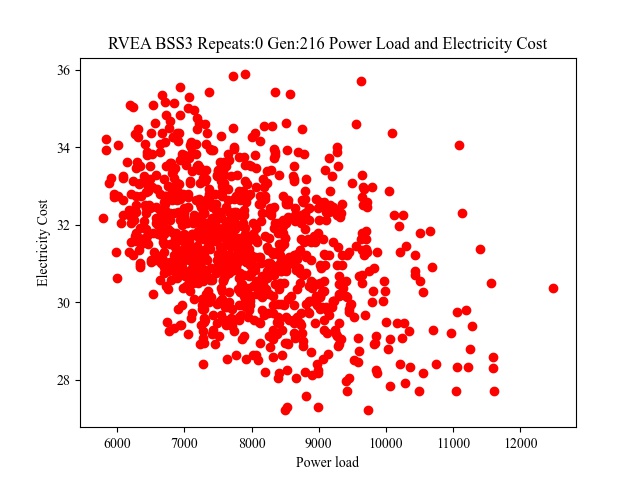 RVEA BSS3 Repeats:0 Gen:216 Power Load and Electricity Cost
36
34
32
30
28
Electricity Cost
6000 7000 8000 9000 10000 11000 12000
Power load